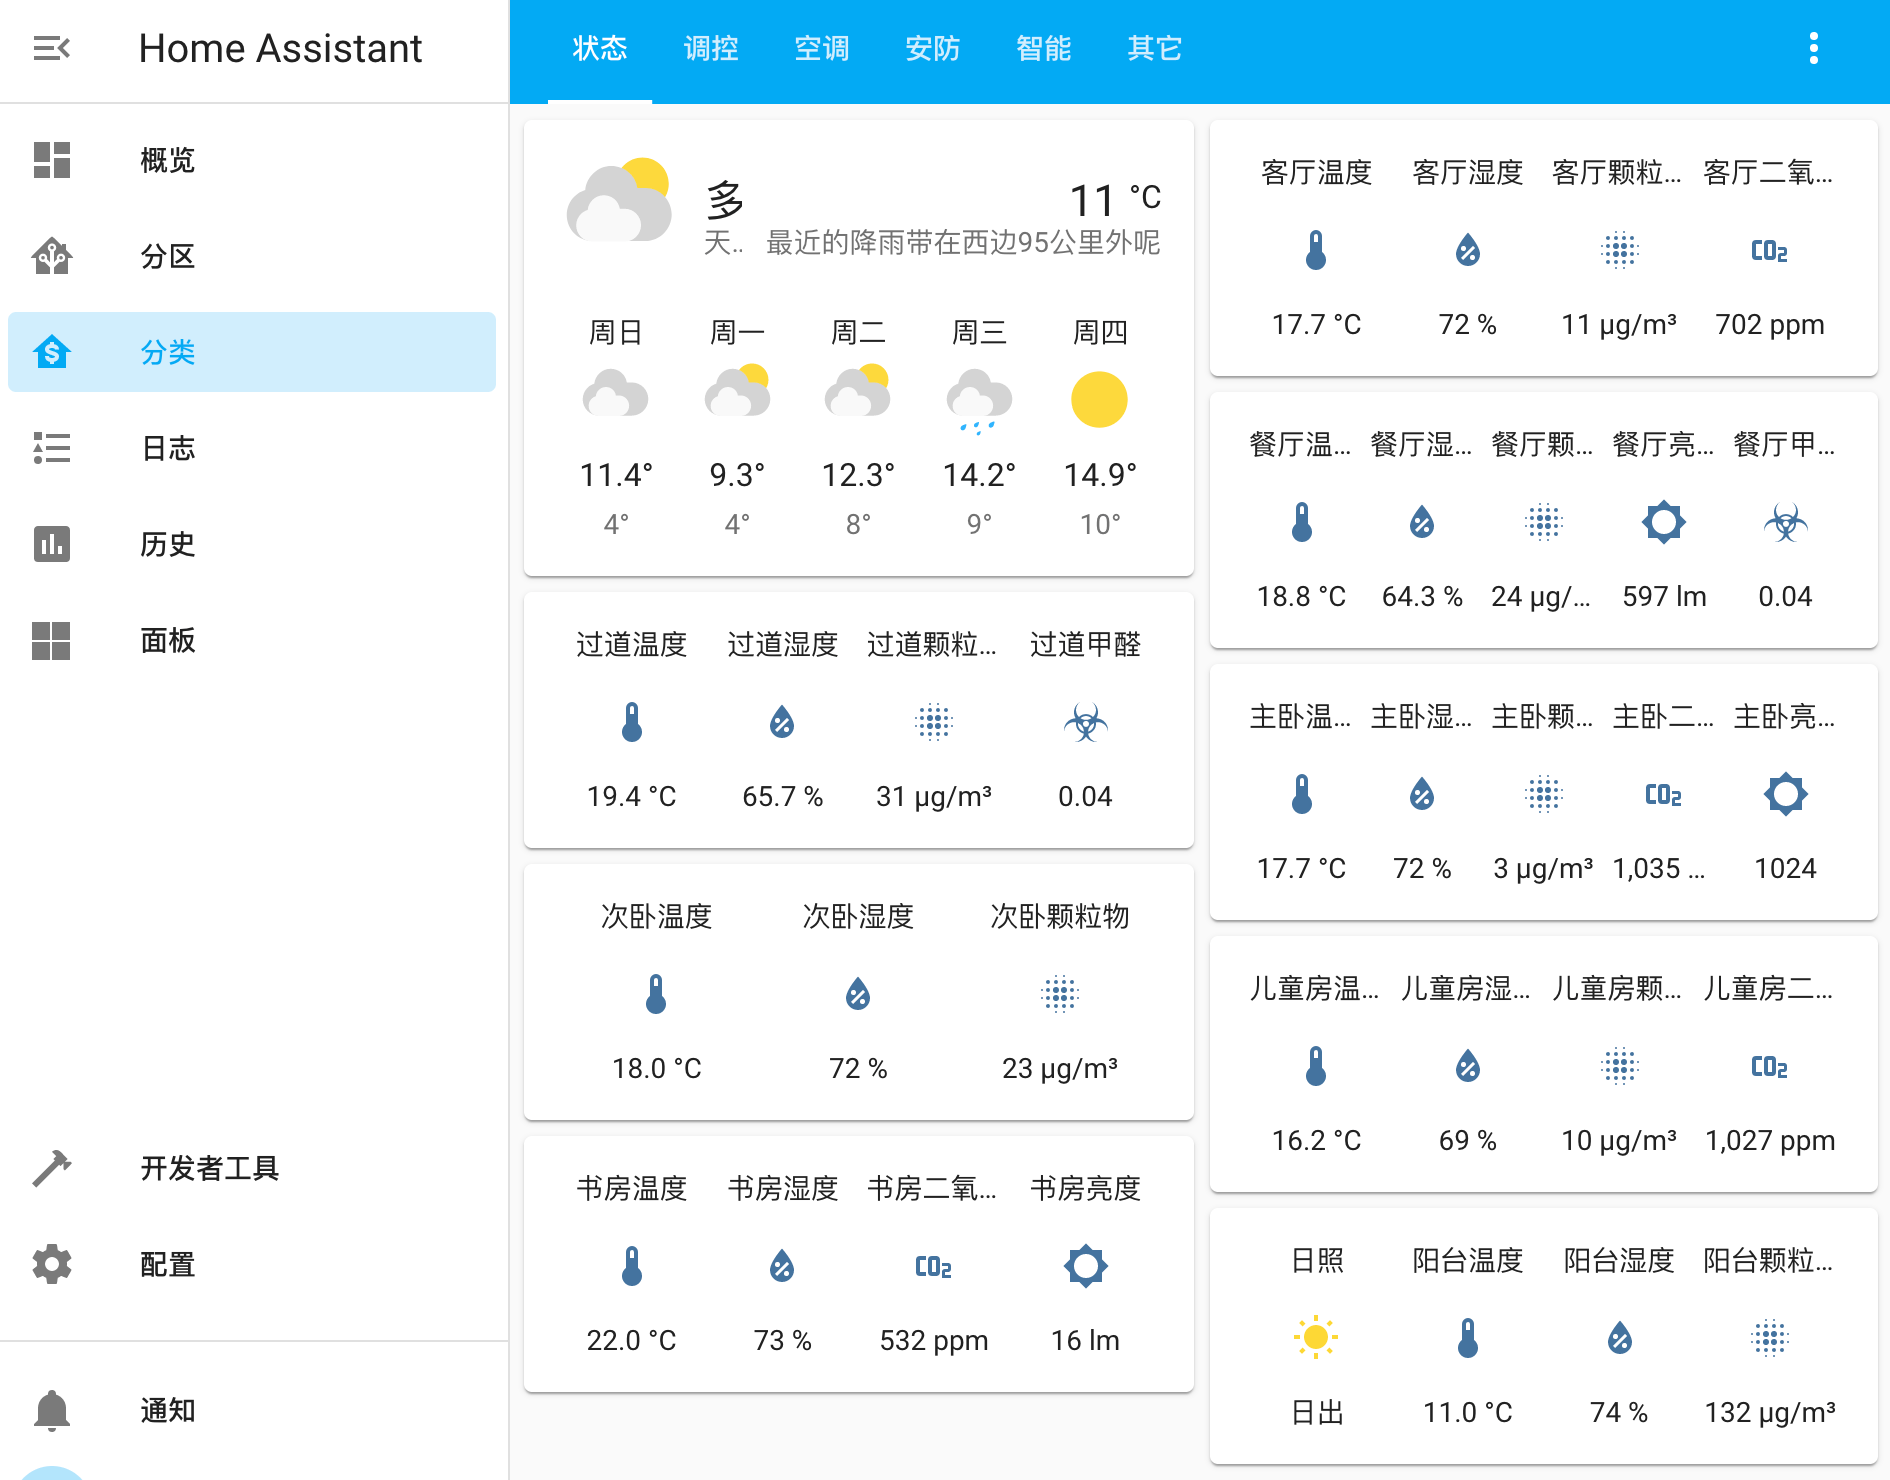 Home Assistant
概览
分区
分类
日志
历史
面板
开发者工具
配置
通知
状态 调控 空调 安防 智能 其它
多 11 °C
天.. 最近的降雨带在西边95公里外呢
周日 周一 周二 周三 周四
11.4° 9.3° 12.3° 14.2° 14.9°
4° 4° 8° 9° 10°
过道温度 过道湿度 过道颗粒... 过道甲醛
19.4 °C 65.7 % 31 µg/m³ 0.04
次卧温度 次卧湿度 次卧颗粒物
18.0 °C 72 % 23 µg/m³
书房温度 书房湿度 书房二氧... 书房亮度
CO₂
22.0 °C 73 % 532 ppm 16 lm
客厅温度 客厅湿度 客厅颗粒... 客厅二氧...
CO₂
17.7 °C 72 % 11 µg/m³ 702 ppm
餐厅温... 餐厅湿... 餐厅颗... 餐厅亮... 餐厅甲...
18.8 °C 64.3 % 24 µg/... 597 lm 0.04
主卧温... 主卧湿... 主卧颗... 主卧二... 主卧亮...
CO₂
17.7 °C 72 % 3 µg/m³ 1,035 ... 1024
儿童房温... 儿童房湿... 儿童房颗... 儿童房二...
CO₂
16.2 °C 69 % 10 µg/m³ 1,027 ppm
日照 阳台温度 阳台湿度 阳台颗粒...
日出 11.0 °C 74 % 132 µg/m³